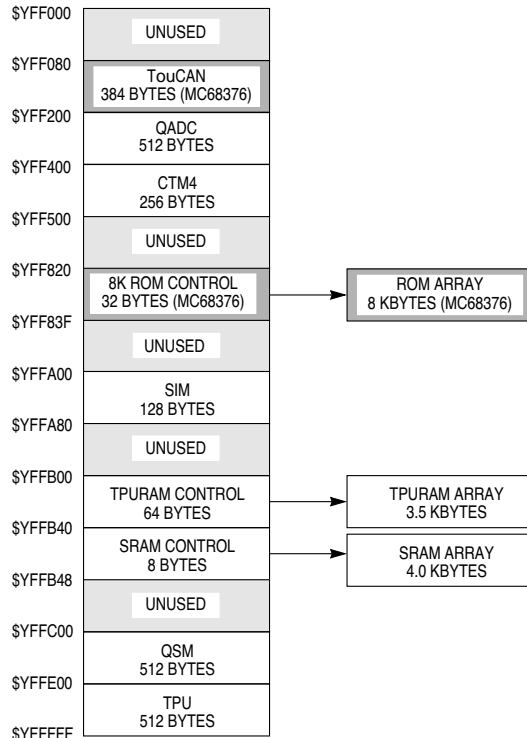 $YFF000
UNUSED
$YFF080
TouCAN
384 BYTES (MC68376)
$YFF200
QADC
512 BYTES
$YFF400
CTM4
256 BYTES
$YFF500
UNUSED
$YFF820
8K ROM CONTROL
32 BYTES (MC68376)
ROM ARRAY
8 KBYTES (MC68376)
$YFF83F
UNUSED
$YFFA00
SIM
128 BYTES
$YFFA80
UNUSED
$YFFB00
TPURAM CONTROL
64 BYTES
TPURAM ARRAY
3.5 KBYTES
$YFFB40
SRAM CONTROL
8 BYTES
SRAM ARRAY
4.0 KBYTES
$YFFB48
UNUSED
$YFFC00
QSM
512 BYTES
$YFFE00
TPU
512 BYTES
$YFFFFF